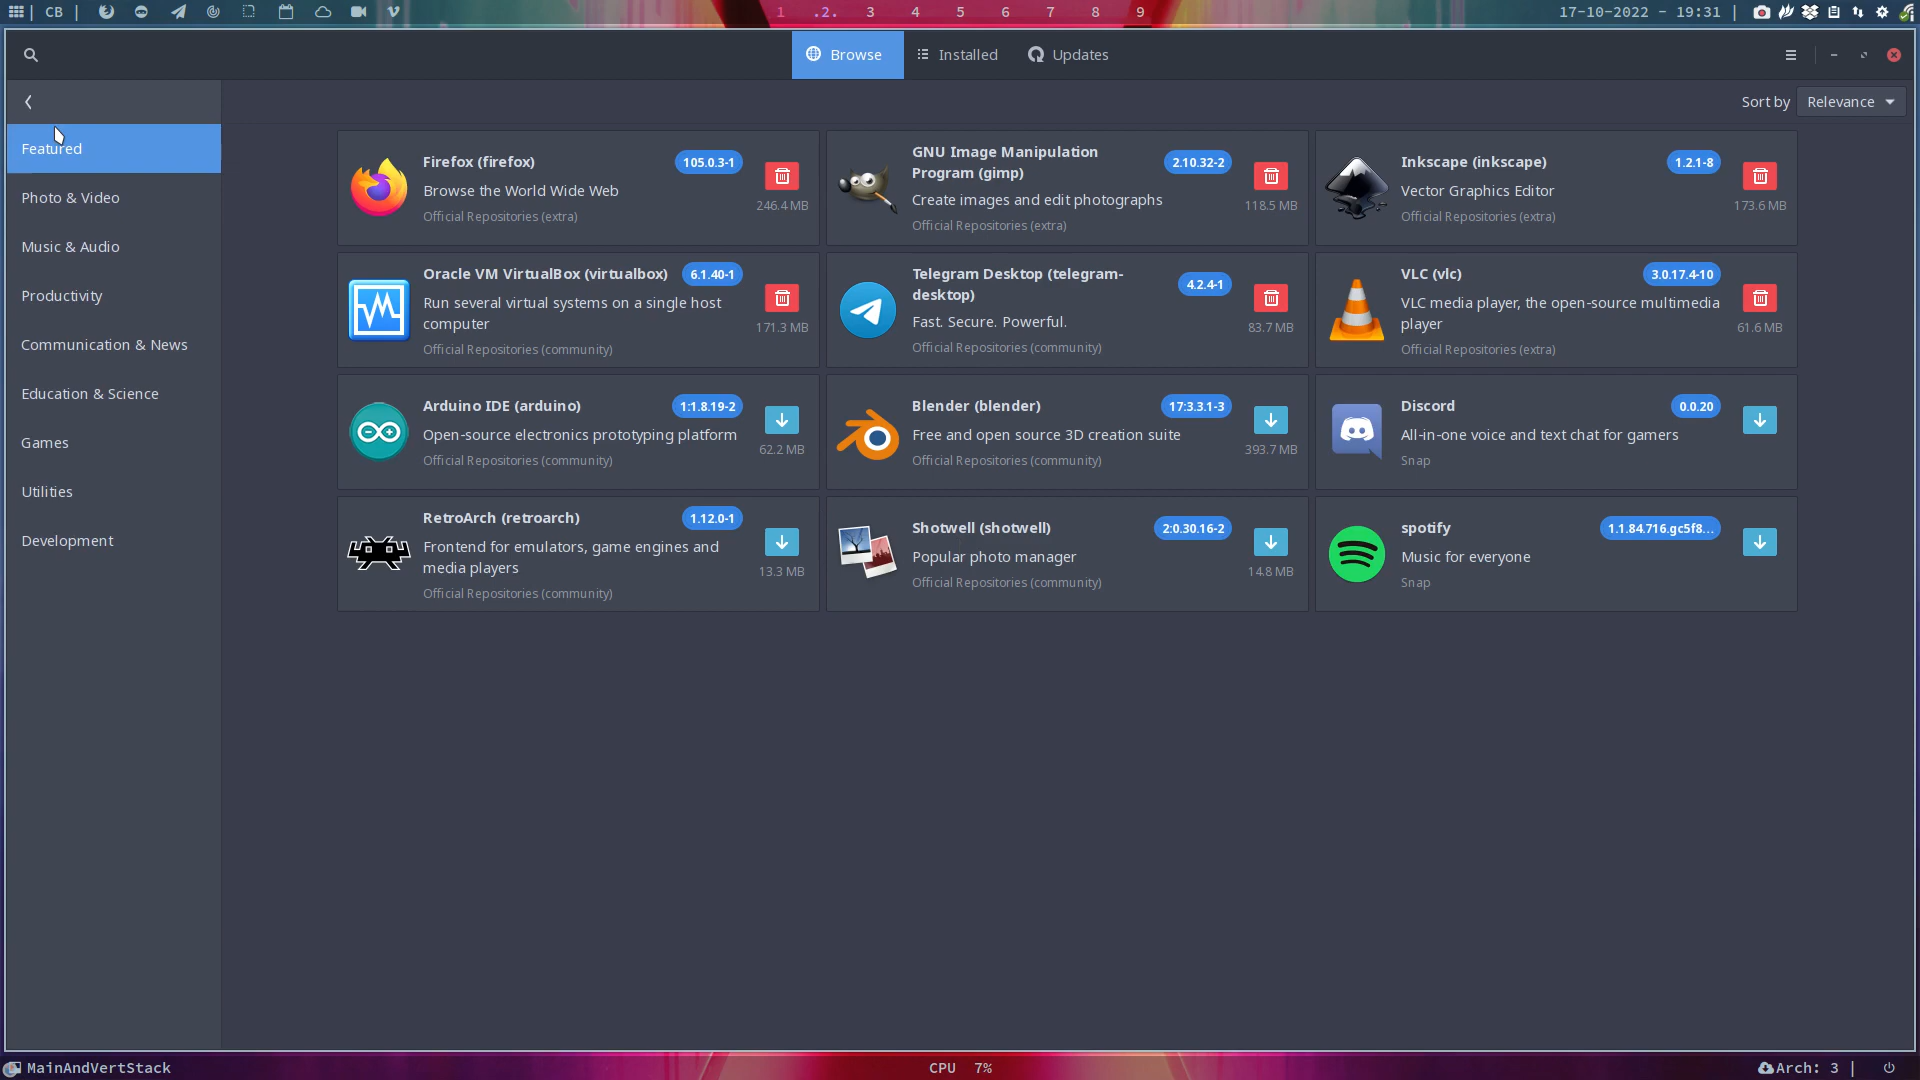 CB
1 .2. 3 4 5 6 7 8 9
17-10-2022 - 19:31
Browse
Installed
Updates
Sort by
Relevance
Featured
Photo & Video
Music & Audio
Productivity
Communication & News
Education & Science
Games
Utilities
Development
Firefox (firefox)
105.0.3-1
Browse the World Wide Web
Official Repositories (extra)
246.4 MB
GNU Image Manipulation
Program (gimp)
2.10.32-2
Create images and edit photographs
Official Repositories (extra)
118.5 MB
Inkscape (inkscape)
1.2.1-8
Vector Graphics Editor
Official Repositories (extra)
173.6 MB
Oracle VM VirtualBox (virtualbox)
6.1.40-1
Run several virtual systems on a single host
computer
Official Repositories (community)
171.3 MB
Telegram Desktop (telegram-
desktop)
4.2.4-1
Fast. Secure. Powerful.
Official Repositories (community)
83.7 MB
VLC (vlc)
3.0.17.4-10
VLC media player, the open-source multimedia
player
Official Repositories (extra)
61.6 MB
Arduino IDE (arduino)
1:1.8.19-2
Open-source electronics prototyping platform
Official Repositories (community)
62.2 MB
Blender (blender)
17:3.3.1-3
Free and open source 3D creation suite
Official Repositories (community)
393.7 MB
Discord
0.0.20
All-in-one voice and text chat for gamers
Snap
RetroArch (retroarch)
1.12.0-1
Frontend for emulators, game engines and
media players
Official Repositories (community)
13.3 MB
Shotwell (shotwell)
2:0.30.16-2
Popular photo manager
Official Repositories (community)
14.8 MB
spotify
1.1.84.716.gc5f8...
Music for everyone
Snap
MainAndVertStack
CPU 7%
Arch: 3